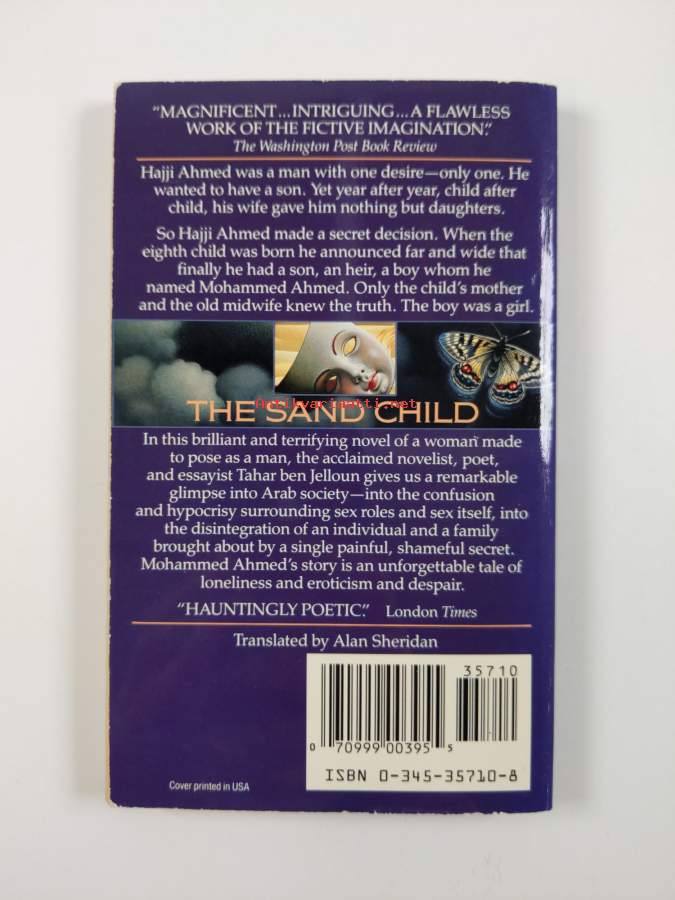 “MAGNIFICENT...INTRIGUING...A FLAWLESS
WORK OF THE FICTIVE IMAGINATION.”
The Washington Post Book Review
Hajji Ahmed was a man with one desire—only one. He
wanted to have a son. Yet year after year, child after
child, his wife gave him nothing but daughters.
So Hajji Ahmed made a secret decision. When the
eighth child was born he announced far and wide that
finally he had a son, an heir, a boy whom he
named Mohammed Ahmed. Only the child's mother
and the old midwife knew the truth. The boy was a girl.
Antikvariaatti.net
THE SAND CHILD
In this brilliant and terrifying novel of a woman made
to pose as a man, the acclaimed novelist, poet,
and essayist Tahar ben Jelloun gives us a remarkable
glimpse into Arab society—into the confusion
and hypocrisy surrounding sex roles and sex itself, into
the disintegration of an individual and a family
brought about by a single painful, shameful secret.
Mohammed Ahmed's story is an unforgettable tale of
loneliness and eroticism and despair.
“HAUNTINGLY POETIC.” London Times
Translated by Alan Sheridan
35710
0 70999 00395 5
ISBN 0-345-35710-8
Cover printed in USA